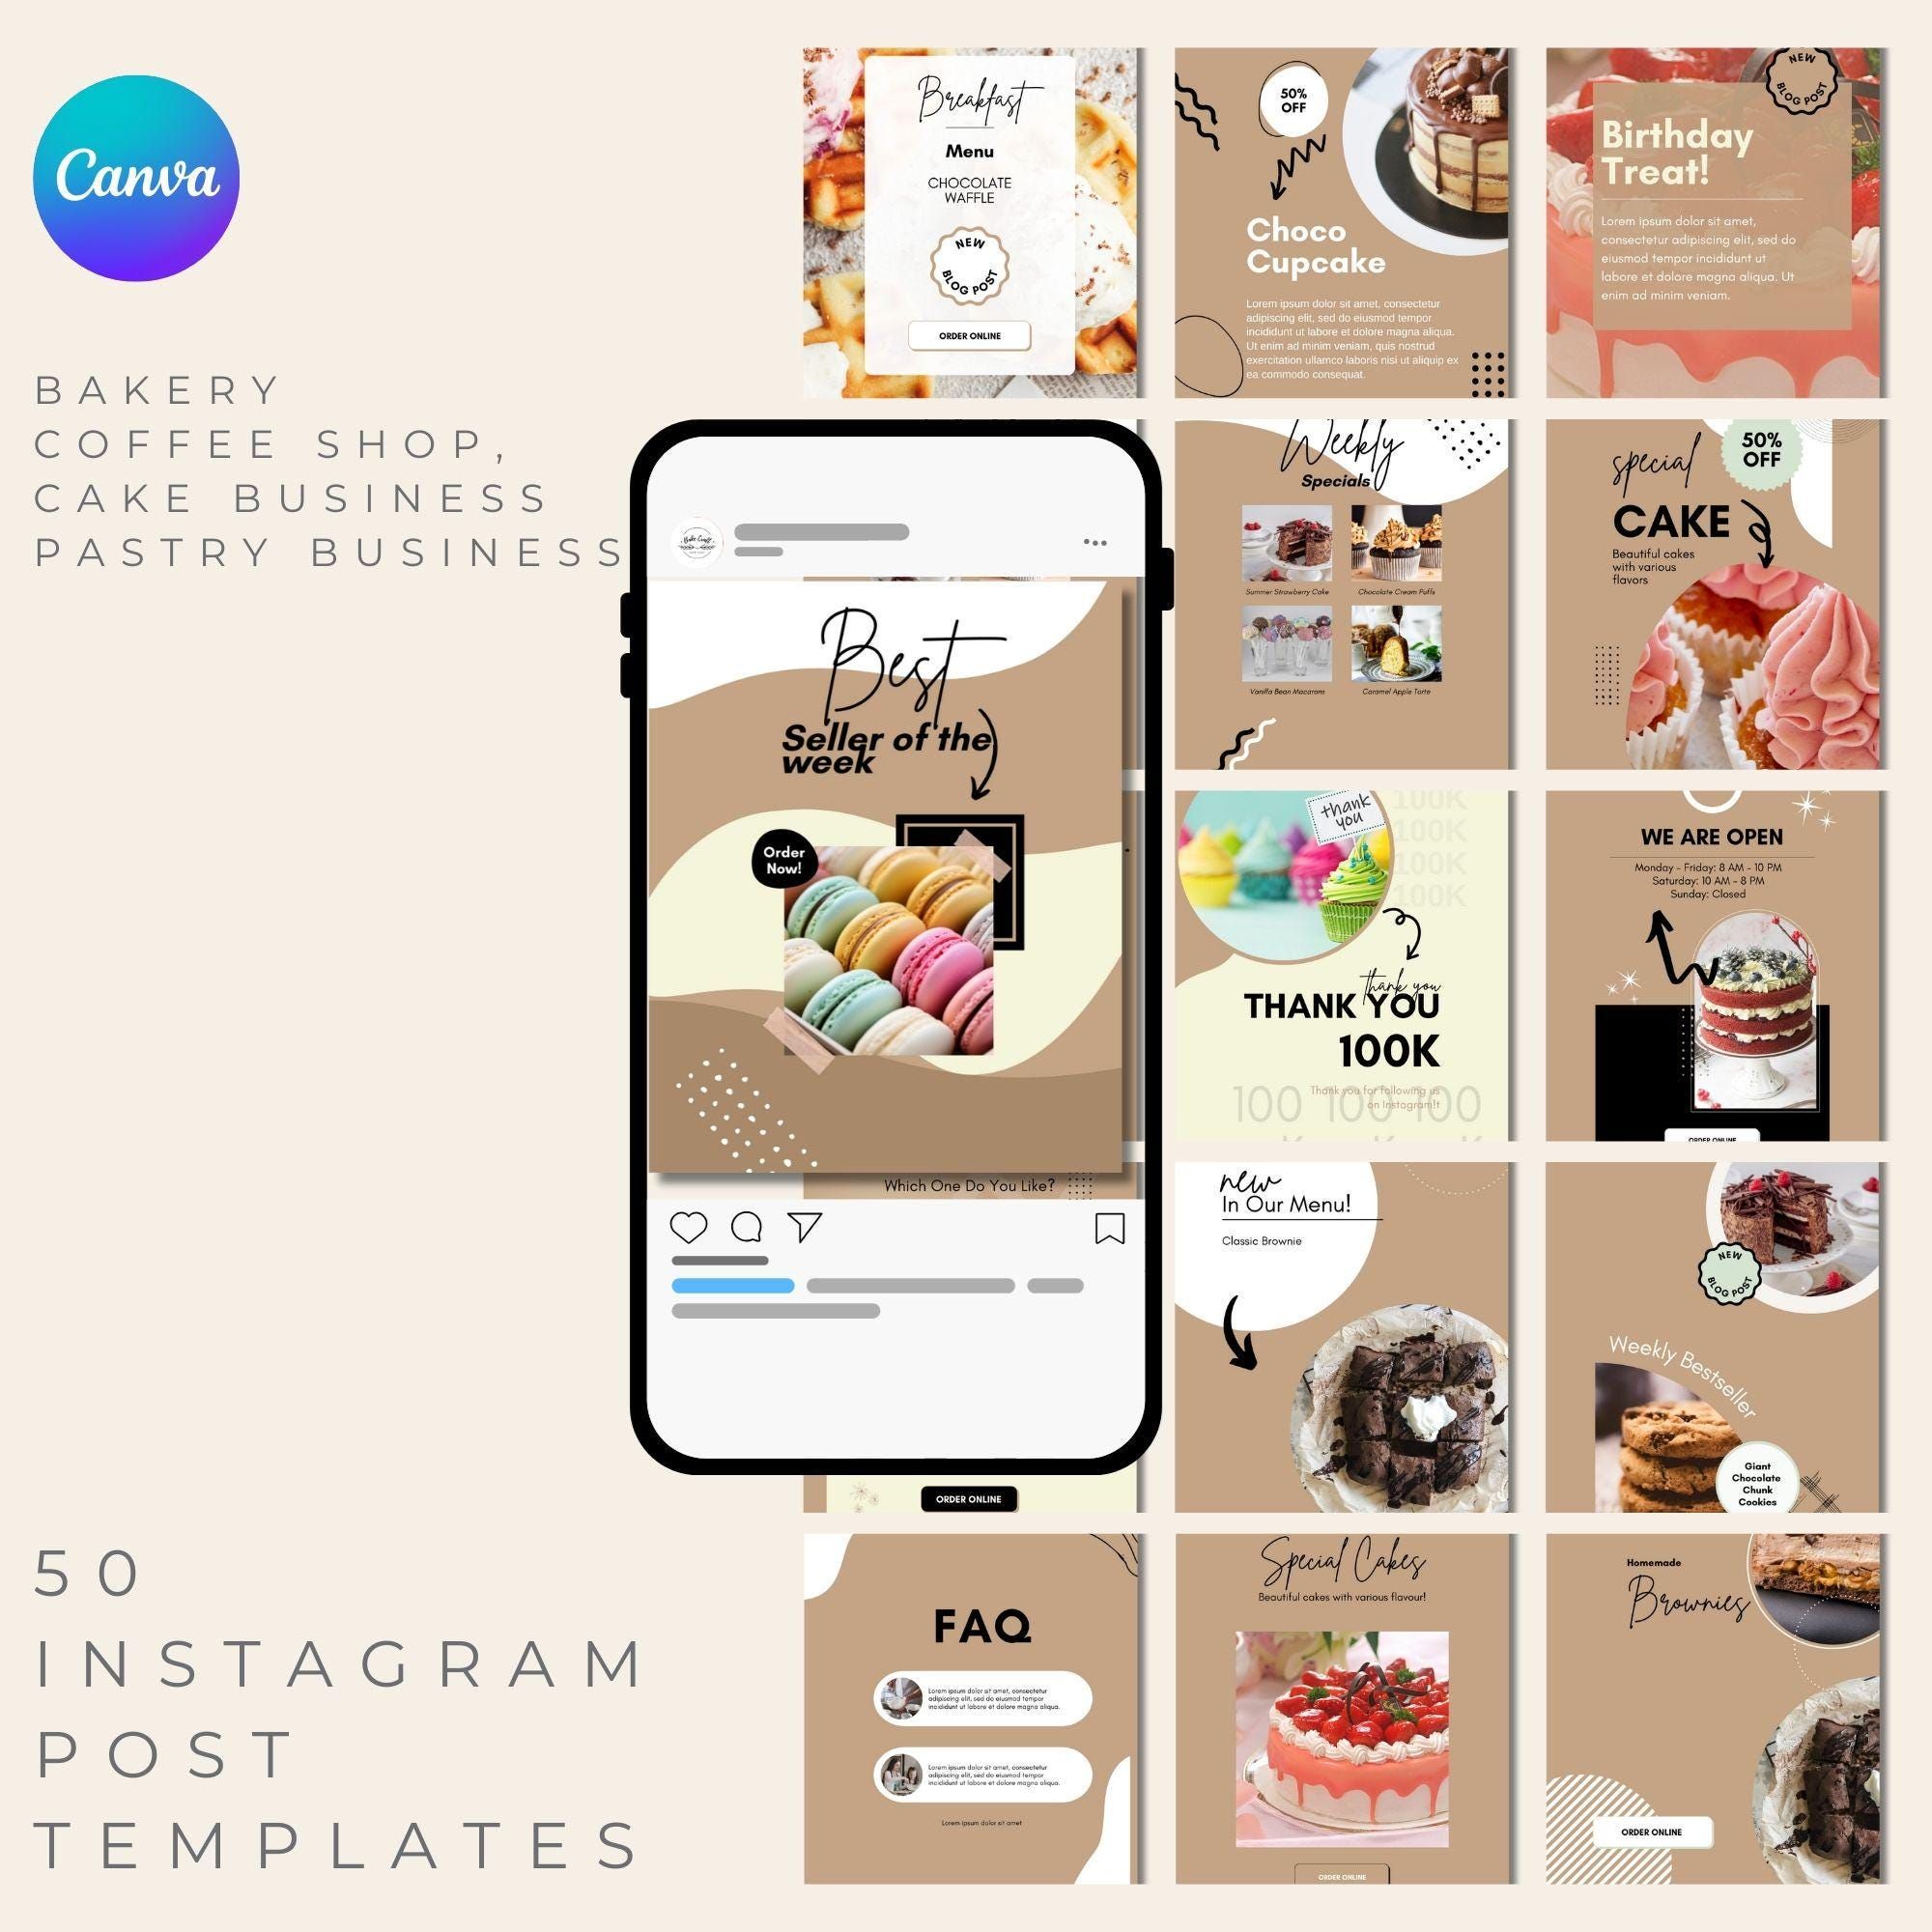 Canva
BAKERY
COFFEE SHOP,
CAKE BUSINESS
PASTRY BUSINESS
50
INSTAGRAM
POST
TEMPLATES
Breakfast
Menu
CHOCOLATE
WAFFLE
NEW
BLOG POST
ORDER ONLINE
50%
OFF
Choco
Cupcake
Lorem ipsum dolor sit amet, consectetur
adipiscing elit, sed do eiusmod tempor
incididunt ut labore et dolore magna aliqua.
Ut enim ad minim veniam, quis nostrud
exercitation ullamco laboris nisi ut aliquip ex
ea commodo consequat.
NEW
BLOG POST
Birthday
Treat!
Lorem ipsum dolor sit amet,
consectetur adipiscing elit, sed do
eiusmod tempor incididunt ut
labore et dolore magna aliqua. Ut
enim ad minim veniam.
Best
Seller of the
week
Order
Now!
Which One Do You Like?
ORDER ONLINE
Weekly
Specials
Summer Strawberry Cake
Chocolate Cream Puffs
Vanilla Bean Macarons
Caramel Apple Tarte
special
50%
OFF
CAKE
Beautiful cakes
with various
flavors
thank
you
100K
100K
100K
100K
thank you
THANK YOU
100K
Thank you for following us
on Instagram!t
100 100 100
K K K
WE ARE OPEN
Monday - Friday: 8 AM - 10 PM
Saturday: 10 AM - 8 PM
Sunday: Closed
ORDER ONLINE
new
In Our Menu!
Classic Brownie
NEW
BLOG POST
Weekly Bestseller
Giant
Chocolate
Chunk
Cookies
FAQ
Lorem ipsum dolor sit amet, consectetur
adipiscing elit, sed do eiusmod tempor
incididunt ut labore et dolore magna aliqua.
Lorem ipsum dolor sit amet, consectetur
adipiscing elit, sed do eiusmod tempor
incididunt ut labore et dolore magna aliqua.
Lorem ipsum dolor sit amet
Special Cakes
Beautiful cakes with various flavour!
ORDER ONLINE
Homemade
Brownies
ORDER ONLINE